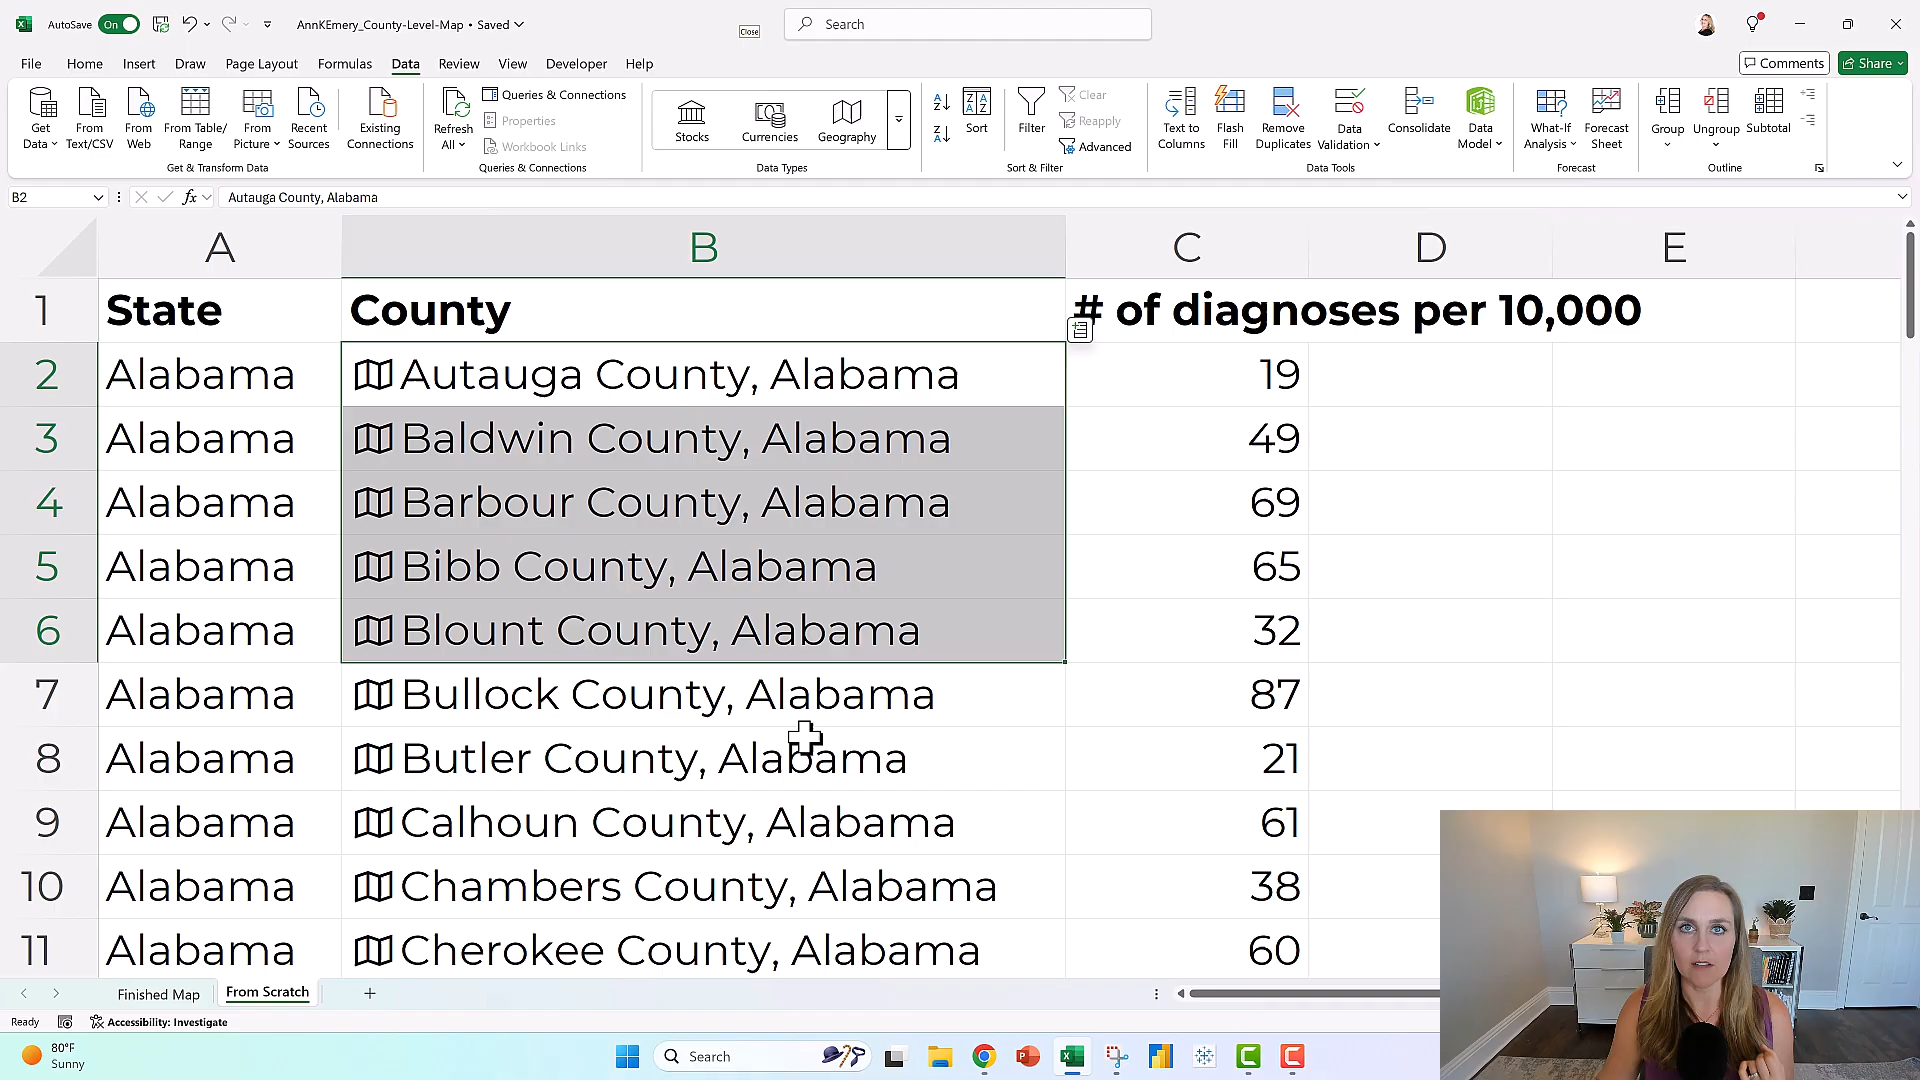 AutoSave On AnnKEmery_County-Level-Map • Saved Close Search
File Home Insert Draw Page Layout Formulas Data Review View Developer Help Comments Share
Get Data From Text/CSV From Web From Table/Range From Picture Recent Sources Existing Connections
Get & Transform Data
Refresh All Queries & Connections Properties Workbook Links
Queries & Connections
Stocks Currencies Geography
Data Types
Sort Filter Clear Reapply Advanced
Sort & Filter
Text to Columns Flash Fill Remove Duplicates Data Validation Consolidate Data Model
Data Tools
What-If Analysis Forecast Sheet
Forecast
Group Ungroup Subtotal
Outline
B2 fx Autauga County, Alabama
A B C D E
1 State County # of diagnoses per 10,000
2 Alabama Autauga County, Alabama 19
3 Alabama Baldwin County, Alabama 49
4 Alabama Barbour County, Alabama 69
5 Alabama Bibb County, Alabama 65
6 Alabama Blount County, Alabama 32
7 Alabama Bullock County, Alabama 87
8 Alabama Butler County, Alabama 21
9 Alabama Calhoun County, Alabama 61
10 Alabama Chambers County, Alabama 38
11 Alabama Cherokee County, Alabama 60
Finished Map From Scratch
Ready Accessibility: Investigate
80°F
Sunny
Search